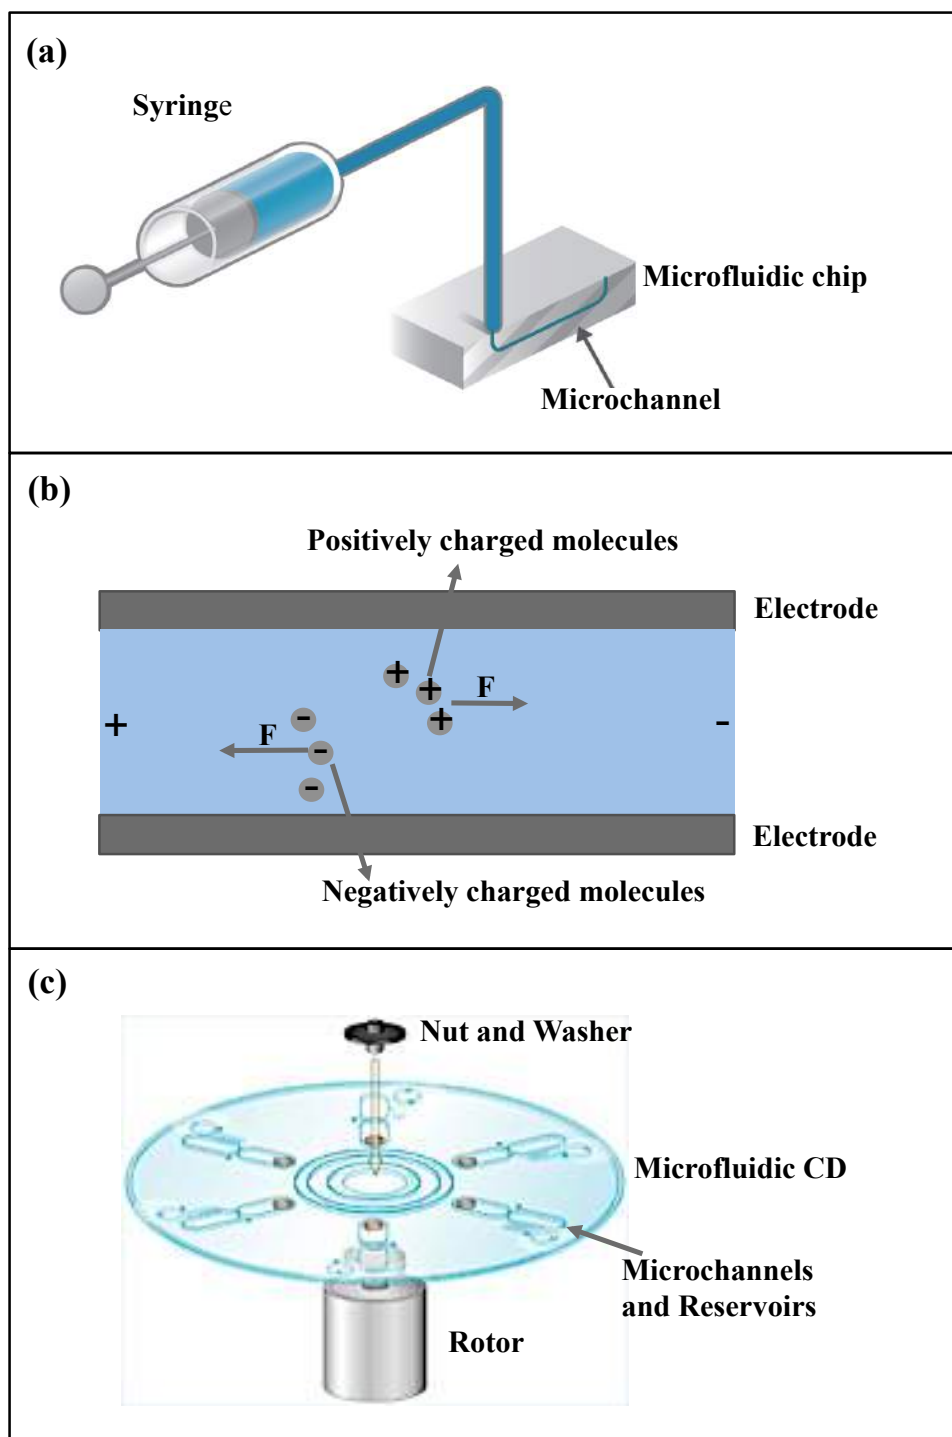 (a)
Syringe
Microfluidic chip
Microchannel
(b)
Positively charged molecules
Electrode
+
+
F
+
-
+
+
-
F
-
-
Electrode
Negatively charged molecules
(c)
Nut and Washer
Microfluidic CD
Microchannels
and Reservoirs
Rotor